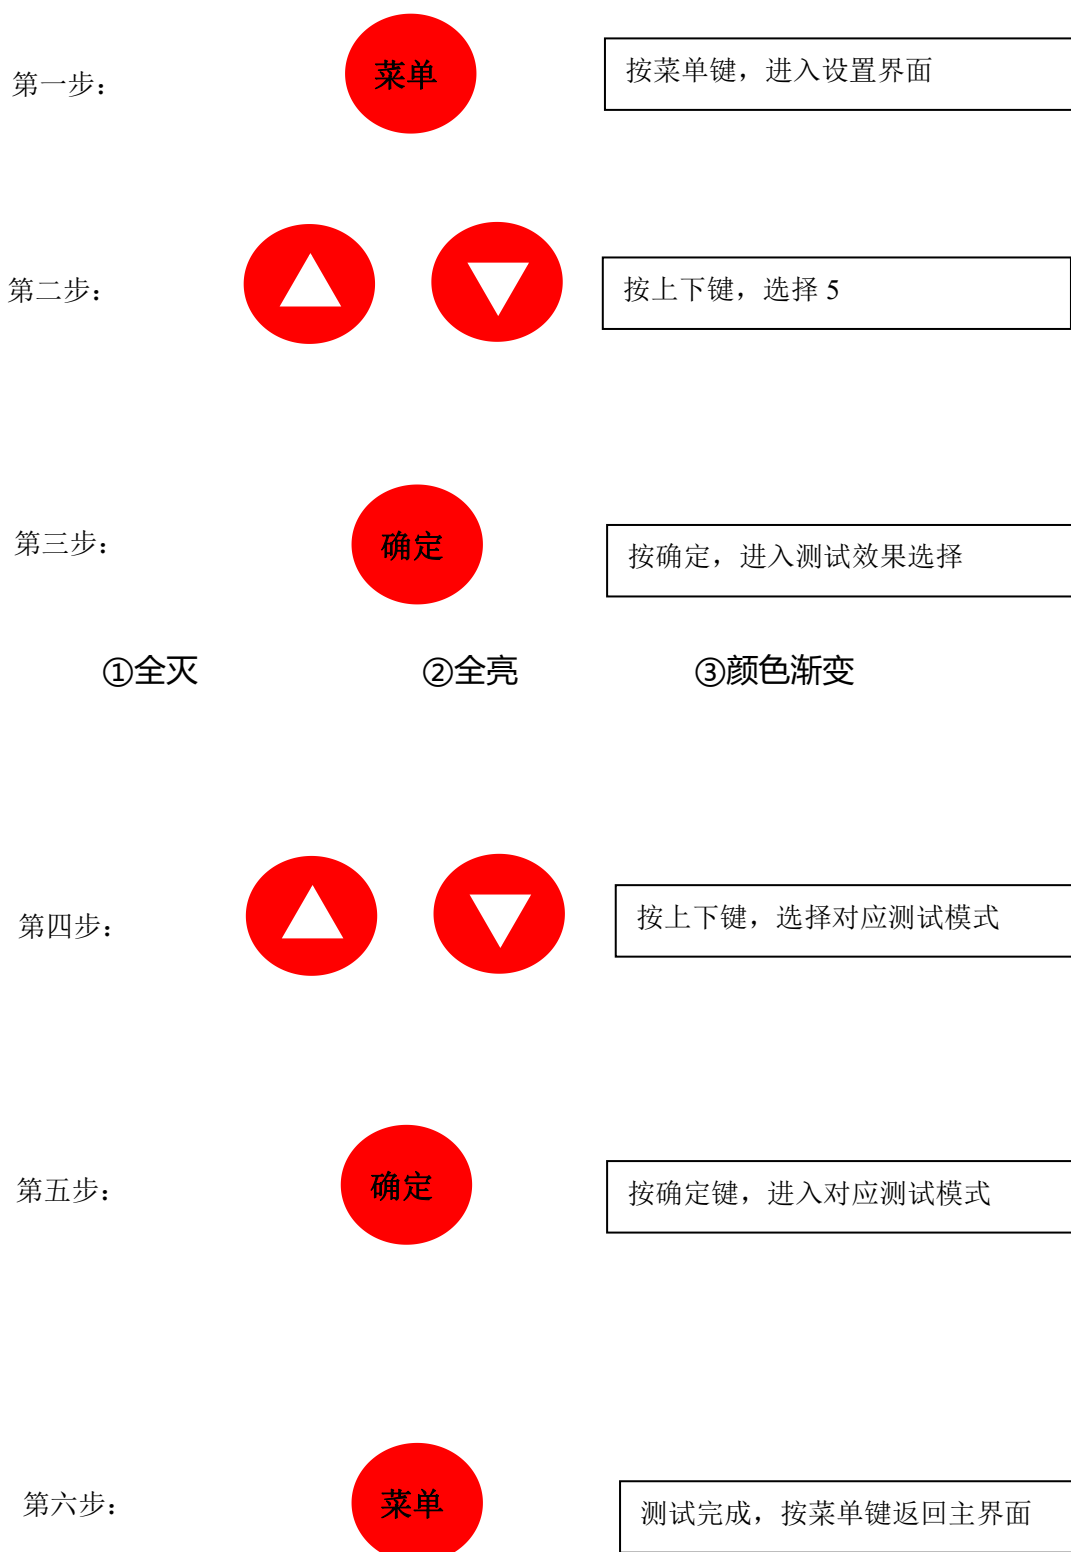 第一步：
菜单
按菜单键，进入设置界面
第二步：
按上下键，选择 5
第三步：
确定
按确定，进入测试效果选择
①全灭 ②全亮 ③颜色渐变
第四步：
按上下键，选择对应测试模式
第五步：
确定
按确定键，进入对应测试模式
第六步：
菜单
测试完成，按菜单键返回主界面